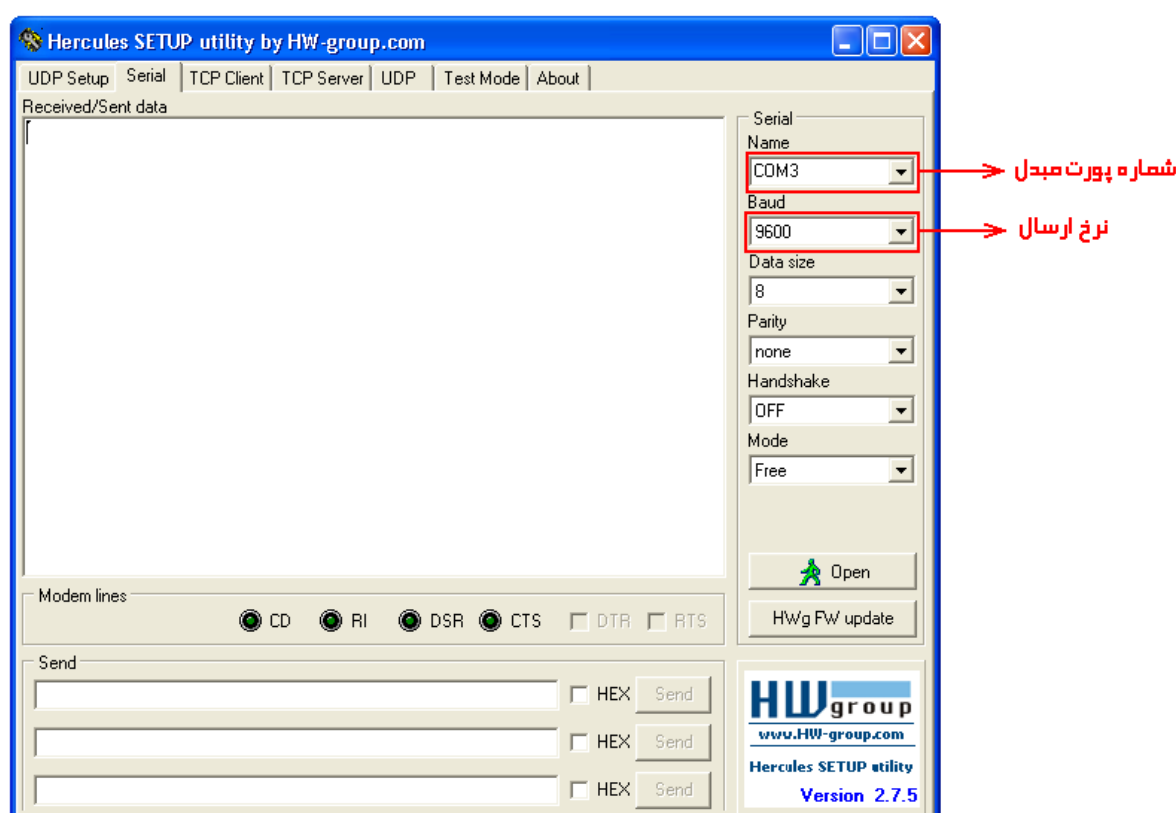 Hercules SETUP utility by HW-group.com
UDP Setup Serial TCP Client TCP Server UDP Test Mode About
Received/Sent data
Serial
Name
COM3
شماره پورت مبدل
Baud
9600
نرخ ارسال
Data size
8
Parity
none
Handshake
OFF
Mode
Free
Open
HWg FW update
Modem lines
CD RI DSR CTS DTR RTS
Send
HEX Send
HEX Send
HEX Send
HW group
www.HW-group.com
Hercules SETUP utility
Version 2.7.5